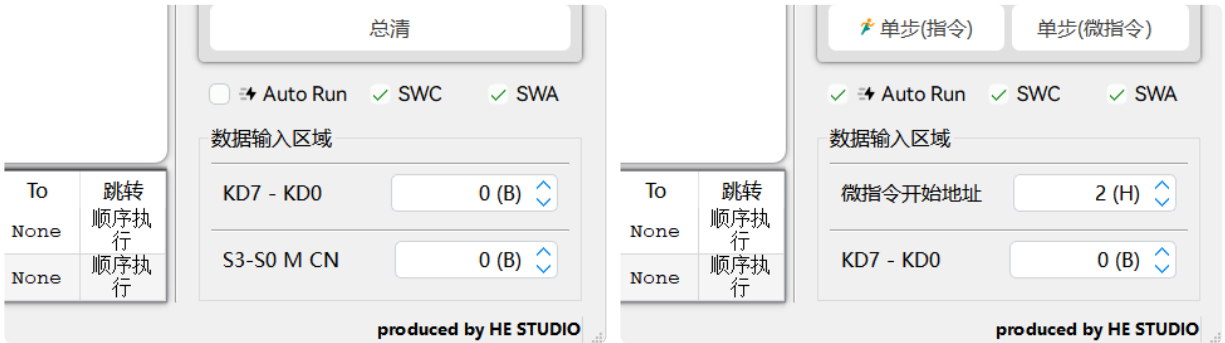 总清
Auto Run SWC SWA
数据输入区域
To 跳转
KD7 - KD0 0 (B)
None 顺序执
行
S3-S0 M CN 0 (B)
None 顺序执
行
produced by HE STUDIO
单步(指令) 单步(微指令)
Auto Run SWC SWA
数据输入区域
To 跳转
微指令开始地址 2 (H)
None 顺序执
行
KD7 - KD0 0 (B)
None 顺序执
行
produced by HE STUDIO